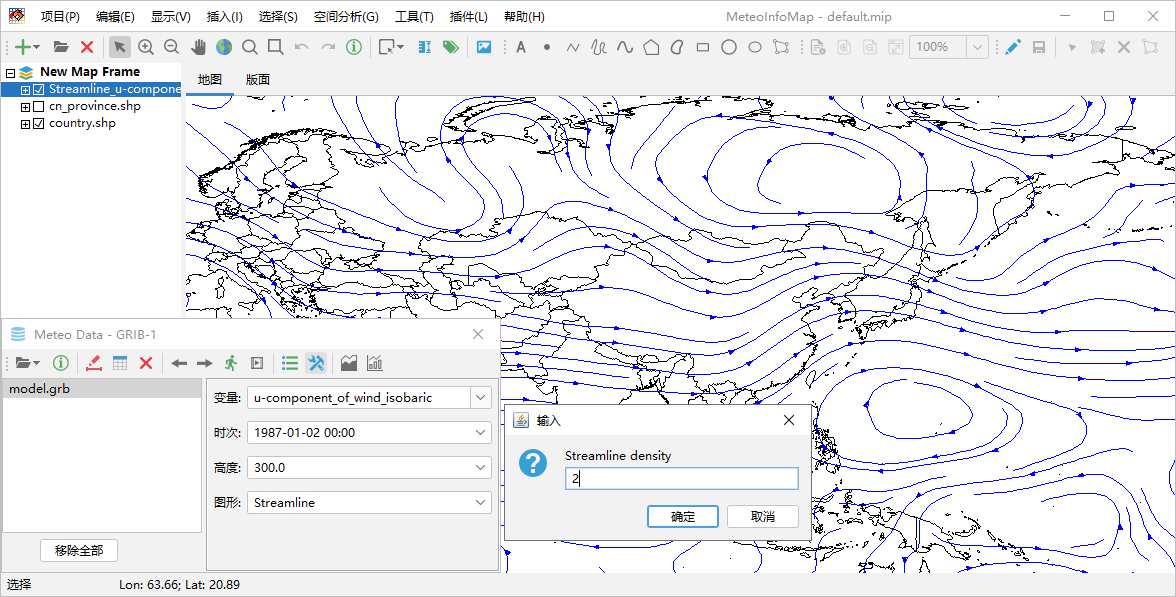 项目(P) 编辑(E) 显示(V) 插入(I) 选择(S) 空间分析(G) 工具(T) 插件(L) 帮助(H) MeteoInfoMap - default.mip
A 100%
New Map Frame
Streamline_u-compone
cn_province.shp
country.shp
地图 版面
Meteo Data - GRIB-1
model.grb
变量: u-component_of_wind_isobaric
时次: 1987-01-02 00:00
高度: 300.0
图形: Streamline
移除全部
输入
Streamline density
2
确定 取消
选择 Lon: 63.66; Lat: 20.89